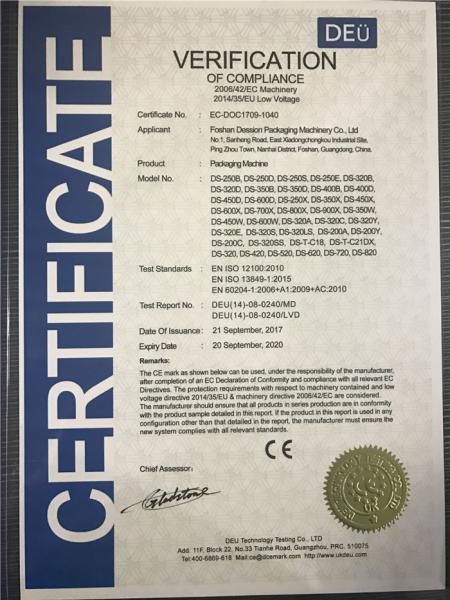 CERTIFICATE
DEÜ
VERIFICATION
OF COMPLIANCE
2006/42/EC Machinery
2014/35/EU Low Voltage
Certificate No. : EC-DOC1709-1040
Applicant : Foshan Dession Packaging Machinery Co., Ltd
No.1, Sanheng Road, East Xiadongchongkou Industrial Site,
Ping Zhou Town, Nanhai District, Foshan, Guangdong, China.
Product : Packaging Machine
Model No. : DS-250B, DS-250D, DS-250S, DS-250E, DS-320B,
DS-320D, DS-350B, DS-350D, DS-400B, DS-400D,
DS-450D, DS-600D, DS-250X, DS-350X, DS-450X,
DS-600X, DS-700X, DS-800X, DS-900X, DS-350W,
DS-450W, DS-600W, DS-320A, DS-320C, DS-320Y,
DS-320E, DS-320S, DS-320LS, DS-200A, DS-200Y,
DS-200C, DS-320SS, DS-T-C18, DS-T-C21DX,
DS-320, DS-420, DS-520, DS-620, DS-720, DS-820
Test Standards : EN ISO 12100:2010
EN ISO 13849-1:2015
EN 60204-1:2006+A1:2009+AC:2010
Test Report No. : DEU(14)-08-0240/MD
DEU(14)-08-0240/LVD
Date Of Issuance : 21 September, 2017
Expiry Date : 20 September, 2020
Remarks:
The CE mark as shown below can be used, under the responsibility of the manufacturer,
after completion of an EC Declaration of Conformity and compliance with all relevant EC
Directives. The protection requirements with respect to machinery contained and low
voltage directive 2014/35/EU & machinery directive 2006/42/EC are considered.
The manufacturer should ensure that all products in series production are in conformity
with the product sample detailed in this report. If the product in this report is used in any
configuration other than that detailed in the report, the manufacturer must ensure the
new system complies with all relevant standards.
CE
Chief Assessor:
DEU Technology Testing Co., LTD
Add: 11F, Block 22, No.33 Tianhe Road, Guangzhou, PRC. 510075
Tel:400-6869-618 Mail:ce@dcemark.com http://www.ukdeu.com